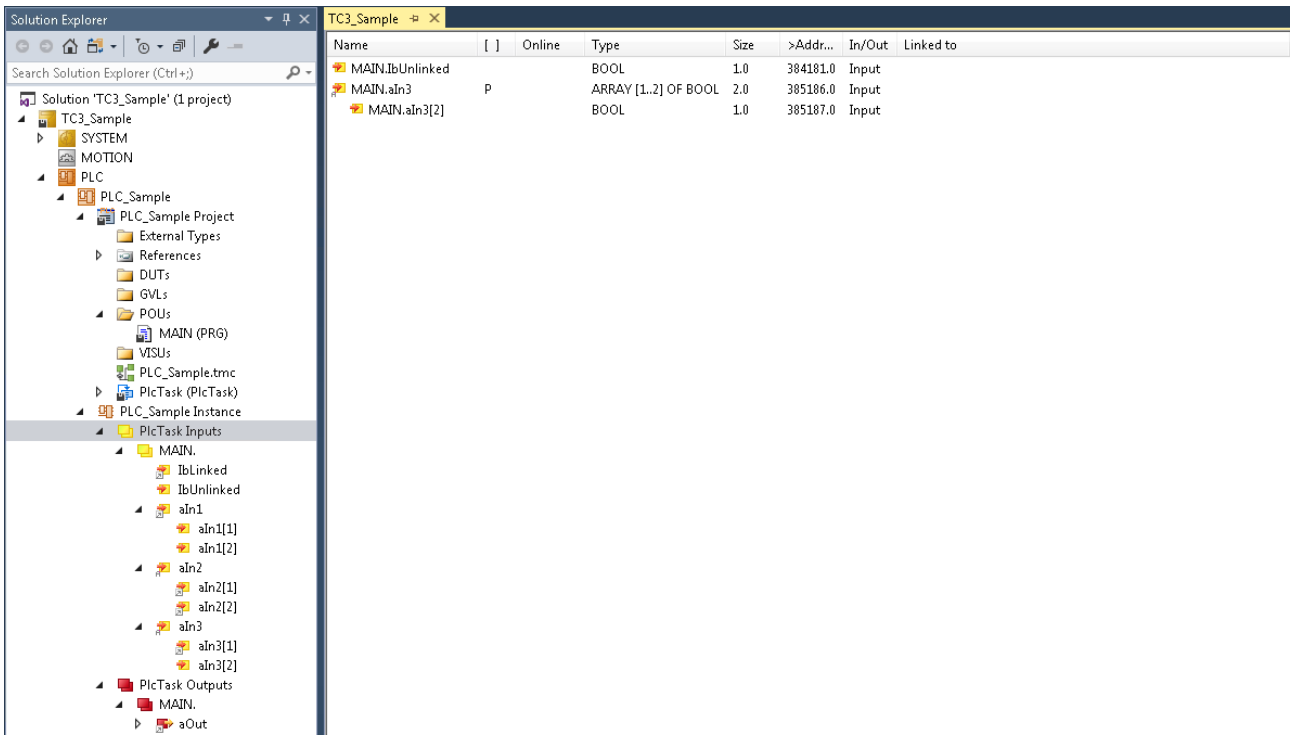 Solution Explorer
Search Solution Explorer (Ctrl+;)
Solution 'TC3_Sample' (1 project)
TC3_Sample
SYSTEM
MOTION
PLC
PLC_Sample
PLC_Sample Project
External Types
References
DUTs
GVLs
POUs
MAIN (PRG)
VISUs
PLC_Sample.tmc
PlcTask (PlcTask)
PLC_Sample Instance
PlcTask Inputs
MAIN.
IbLinked
IbUnlinked
aIn1
aIn1[1]
aIn1[2]
aIn2
aIn2[1]
aIn2[2]
aIn3
aIn3[1]
aIn3[2]
PlcTask Outputs
MAIN.
aOut
TC3_Sample
Name [ ] Online Type Size >Addr... In/Out Linked to
MAIN.IbUnlinked BOOL 1.0 384181.0 Input
MAIN.aIn3 P ARRAY [1..2] OF BOOL 2.0 385186.0 Input
MAIN.aIn3[2] BOOL 1.0 385187.0 Input